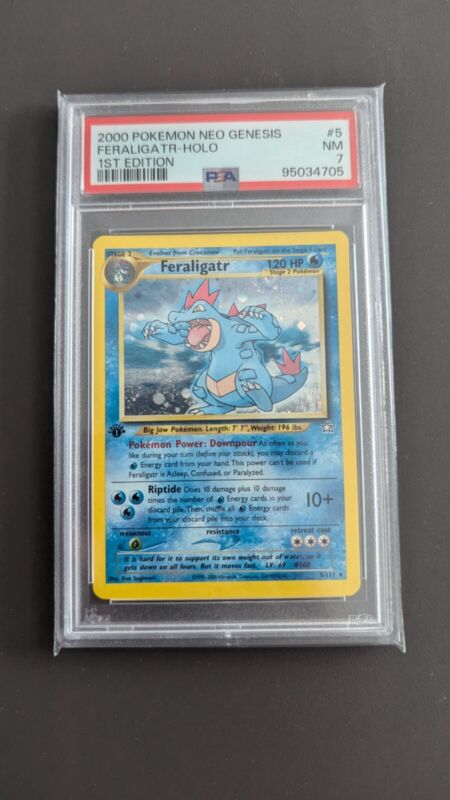 2000 POKEMON NEO GENESIS #5
FERALIGATR-HOLO NM
1ST EDITION 7
PSA 95034705
STAGE 2 Evolves from Croconaw Put Feraligatr on the Stage 1 card
Feraligatr 120 HP
Stage 2 Pokémon
Big Jaw Pokémon. Length: 7' 7", Weight: 196 lbs.
Pokémon Power: Downpour As often as you
like during your turn (before your attack), you may discard a
Energy card from your hand. This power can't be used if
Feraligatr is Asleep, Confused, or Paralyzed.
Riptide Does 10 damage plus 10 damage
times the number of Energy cards in your
discard pile. Then, shuffle all Energy cards
from your discard pile into your deck.
10+
weakness resistance retreat cost
It is hard for it to support its own weight out of water, so it
gets down on all fours. But it moves fast. LV. 69 #160
Illus. Ken Sugimori
5/111